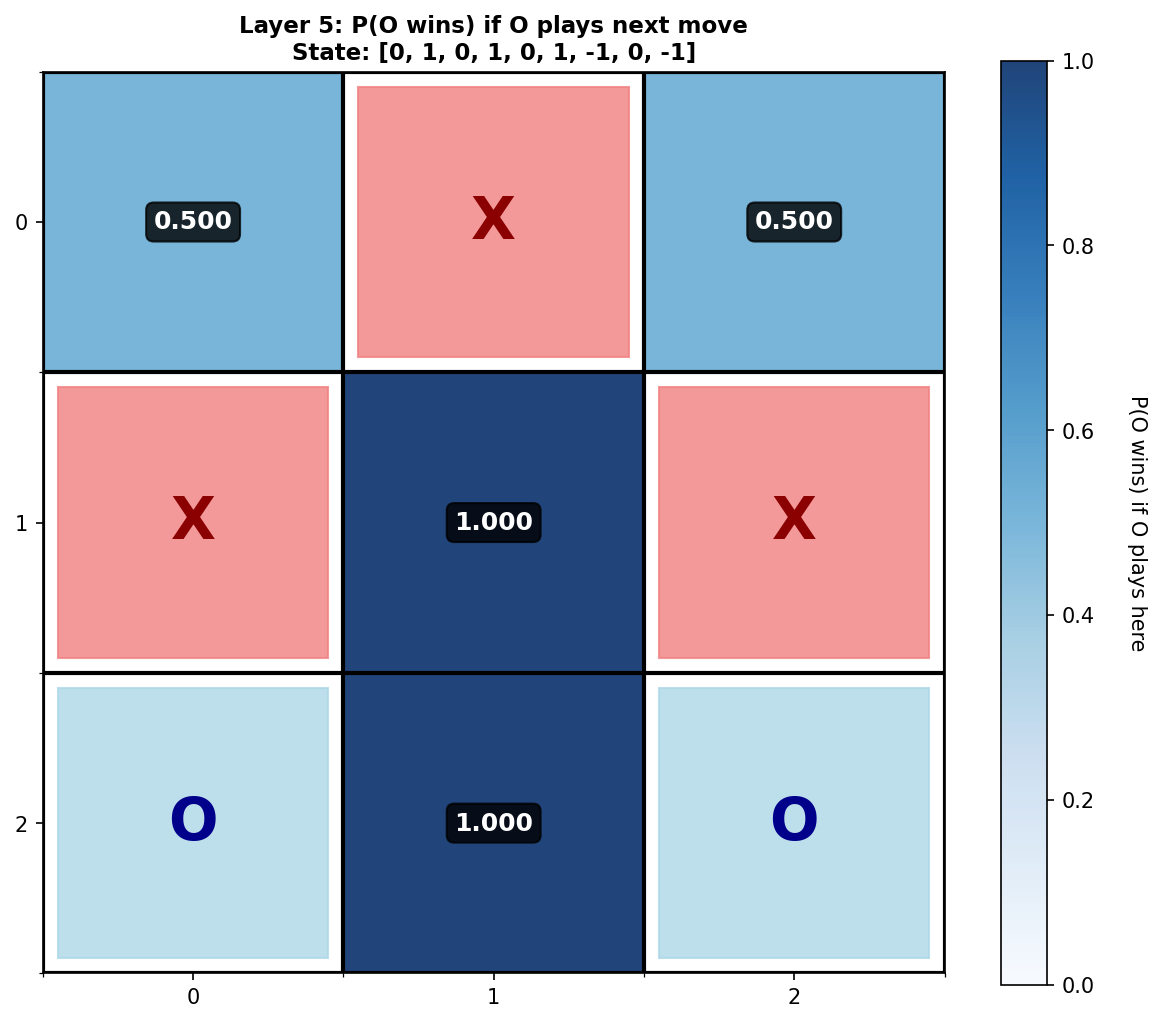 Layer 5: P(O wins) if O plays next move
State: [0, 1, 0, 1, 0, 1, -1, 0, -1]
0.500
X
0.500
X
1.000
X
O
1.000
O
0
1
2
0
1
2
1.0
0.8
0.6
0.4
0.2
0.0
P(O wins) if O plays here